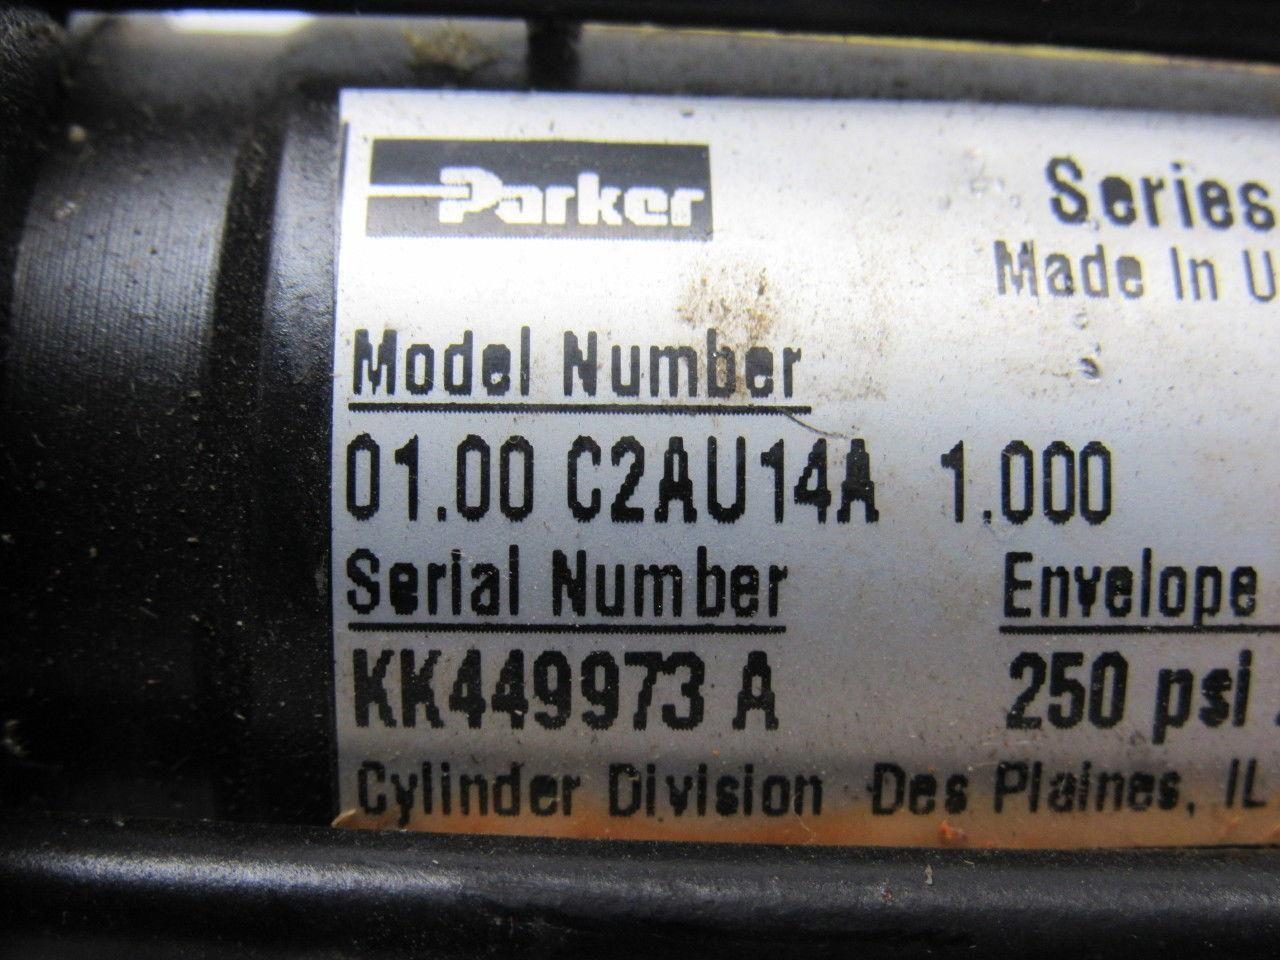 Parker
Series
Made In U
Model Number
01.00 C2AU14A 1.000
Serial Number Envelope
KK449973 A 250 psi
Cylinder Division Des Plaines, IL